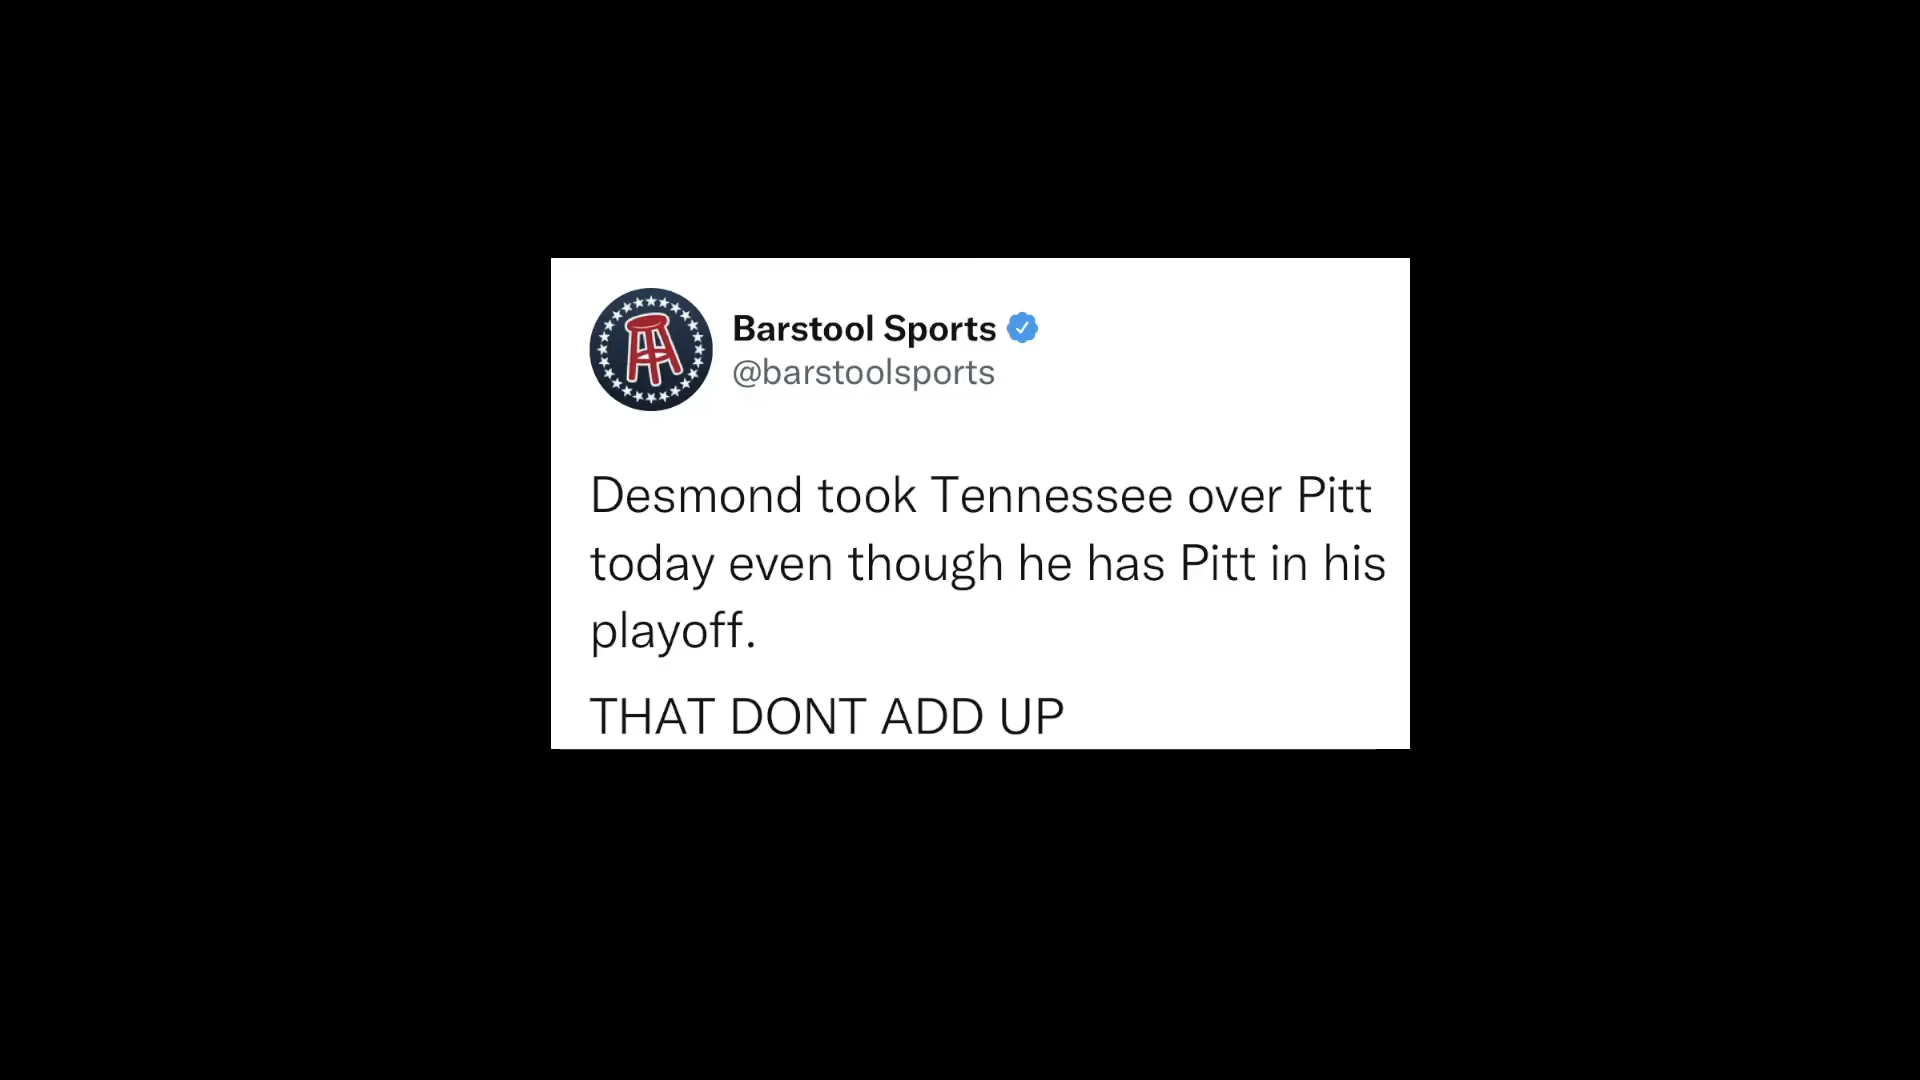 Barstool Sports
@barstoolsports
Desmond took Tennessee over Pitt
today even though he has Pitt in his
playoff.
THAT DONT ADD UP